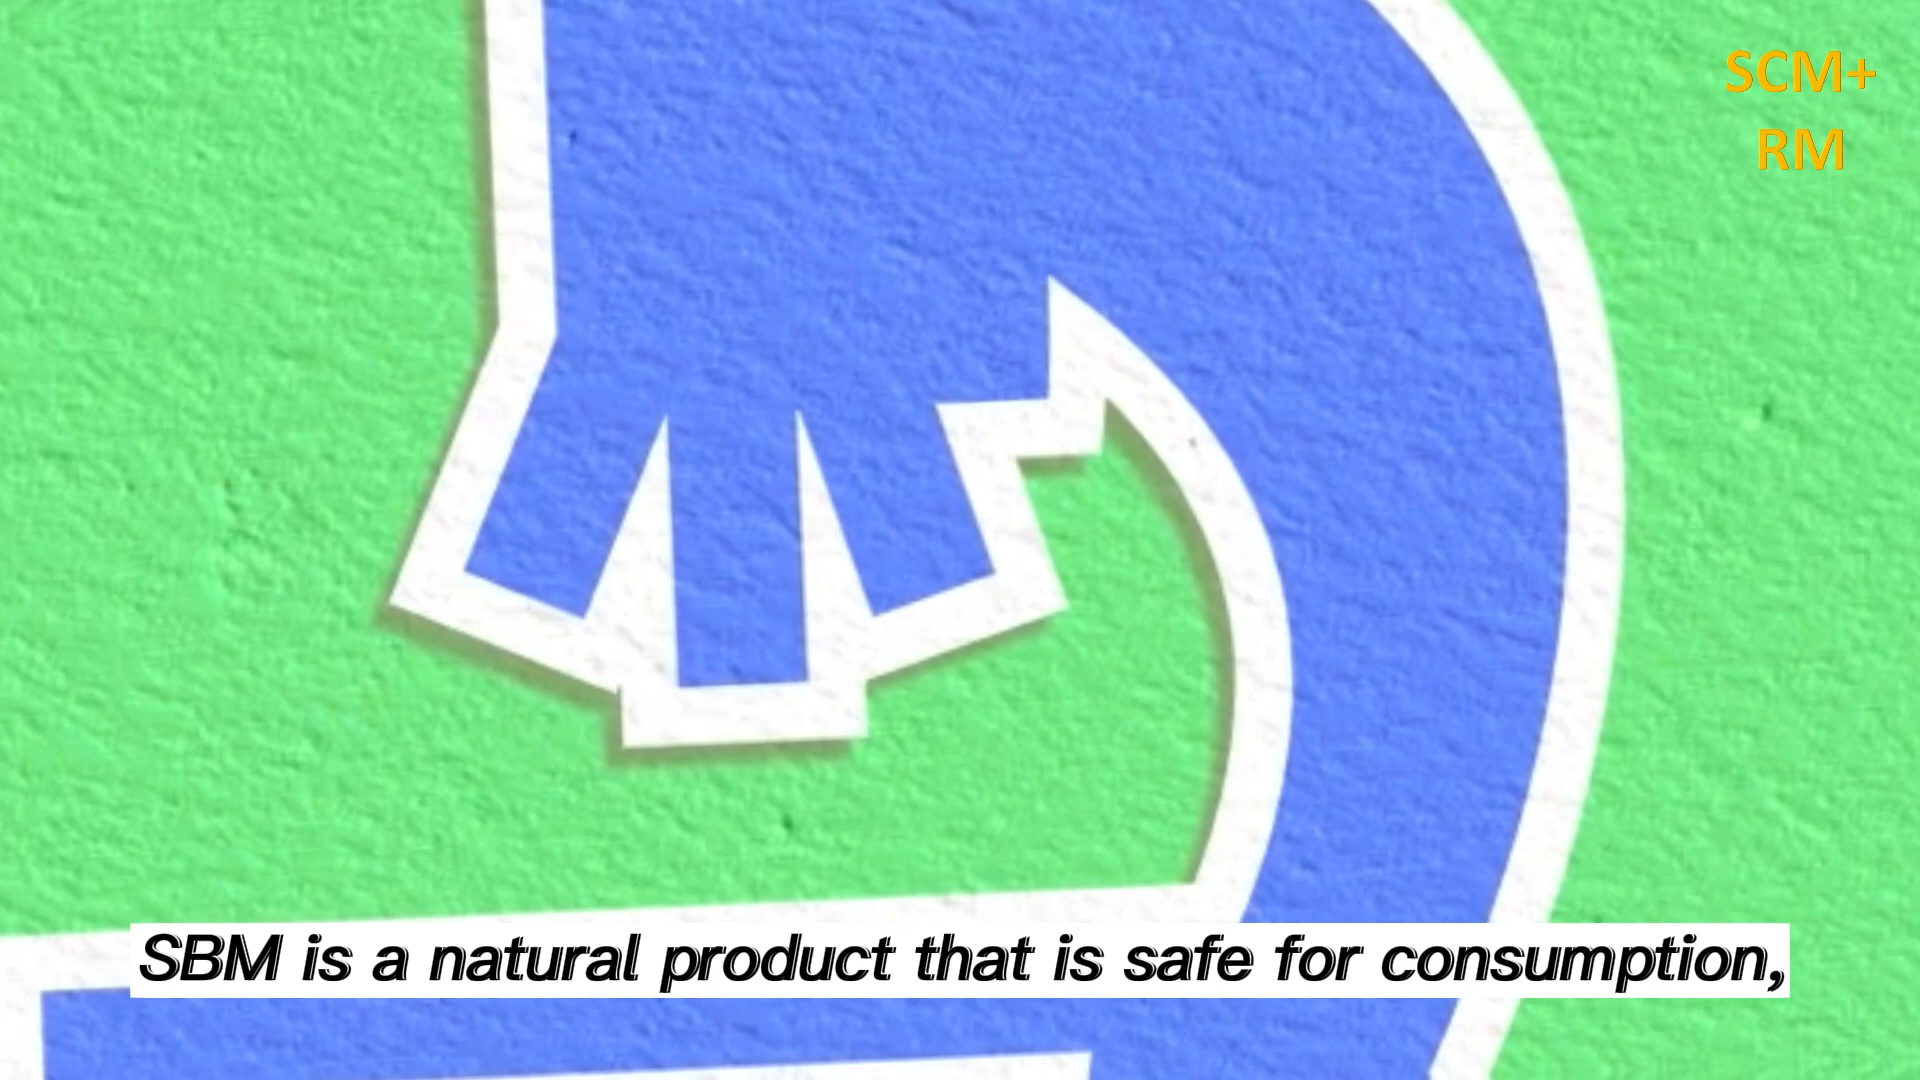 SCM+
RM
SBM is a natural product that is safe for consumption,